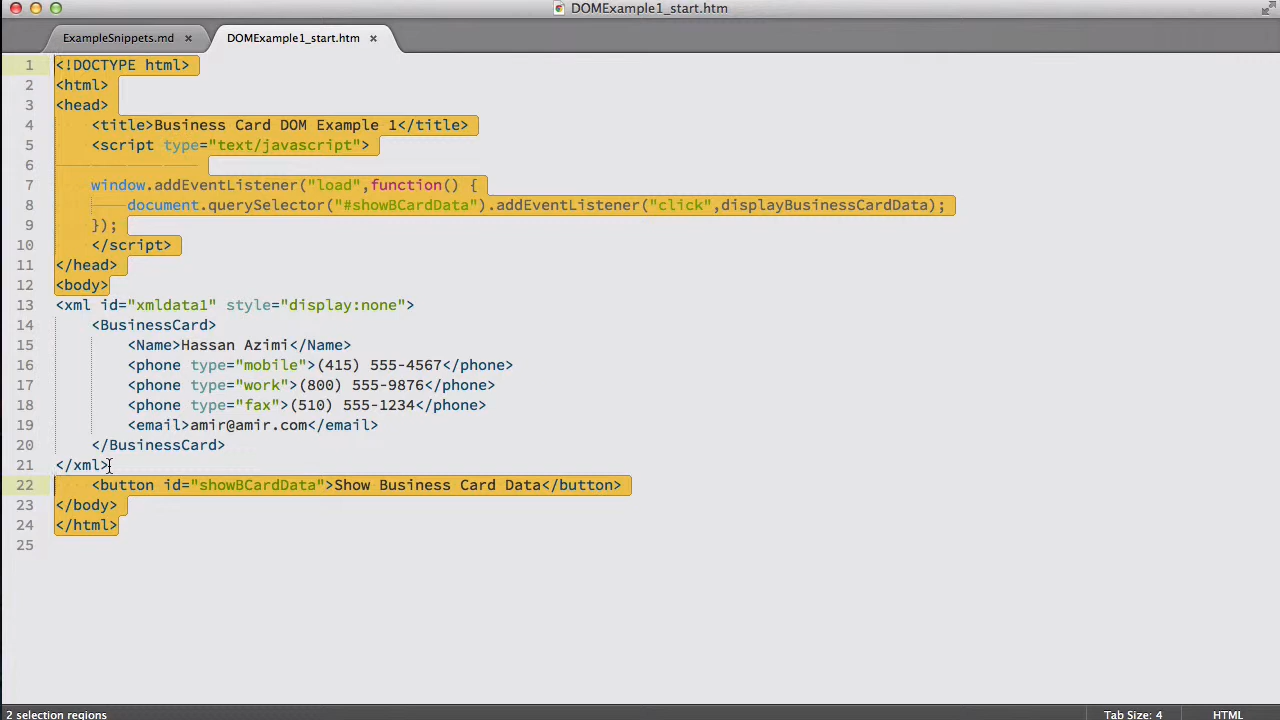 DOMExample1_start.htm
ExampleSnippets.md ×
DOMExample1_start.htm ×
1 <!DOCTYPE html>
2 <html>
3 <head>
4 <title>Business Card DOM Example 1</title>
5 <script type="text/javascript">
6
7 window.addEventListener("load",function() {
8 document.querySelector("#showBCardData").addEventListener("click",displayBusinessCardData);
9 });
10 </script>
11 </head>
12 <body>
13 <xml id="xmldata1" style="display:none">
14 <BusinessCard>
15 <Name>Hassan Azimi</Name>
16 <phone type="mobile">(415) 555-4567</phone>
17 <phone type="work">(800) 555-9876</phone>
18 <phone type="fax">(510) 555-1234</phone>
19 <email>amir@amir.com</email>
20 </BusinessCard>
21 </xml>
22 <button id="showBCardData">Show Business Card Data</button>
23 </body>
24 </html>
25
2 selection regions
Tab Size: 4
HTML